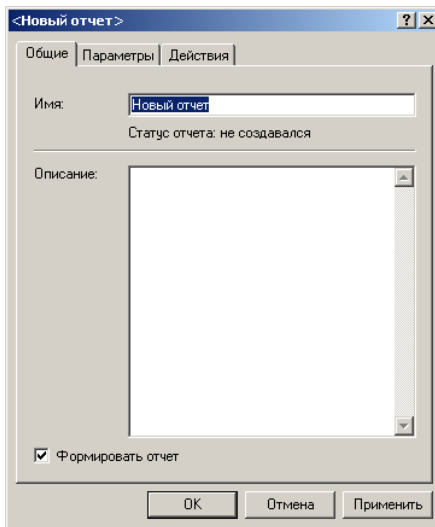 <Новый отчет>
Общие Параметры Действия
Имя: Новый отчет
Статус отчета: не создавался
Описание:
Формировать отчет
OK Отмена Применить